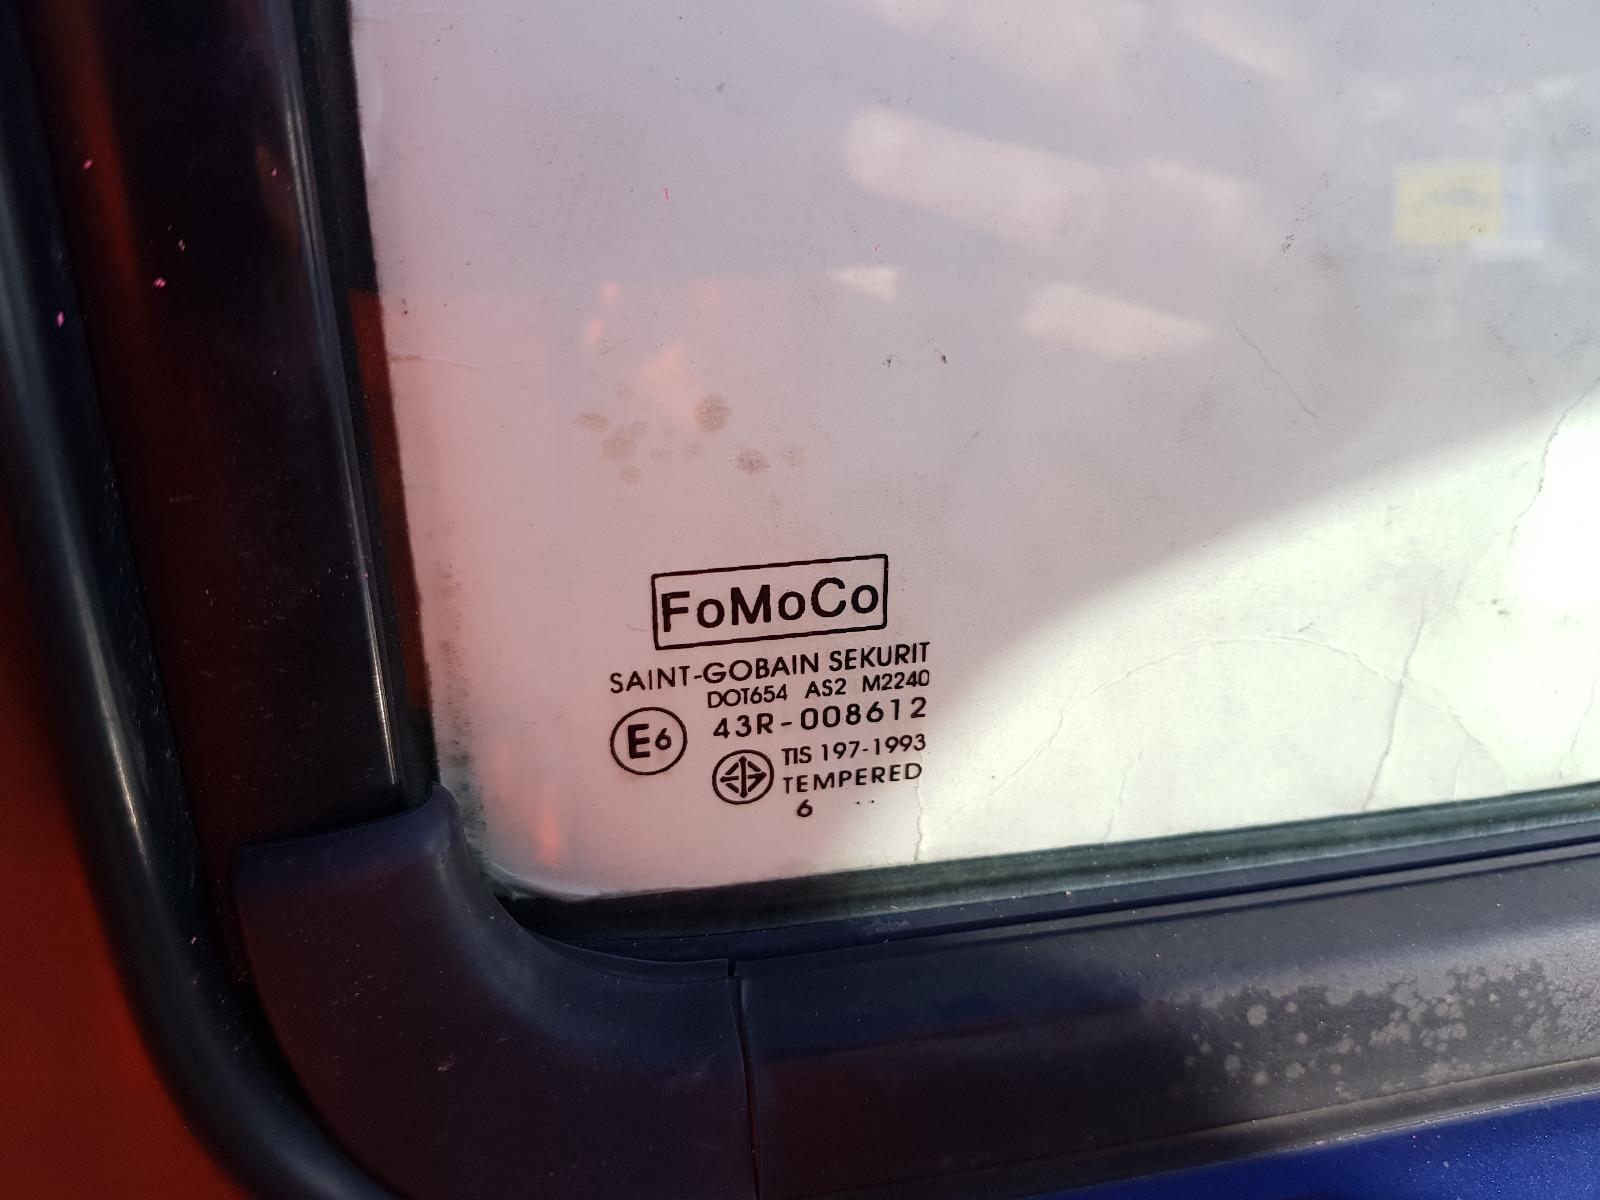 FoMoCo
SAINT-GOBAIN SEKURIT
DOT654 AS2 M2240
E6 43R-008612
TIS 197-1993
TEMPERED
6 ..